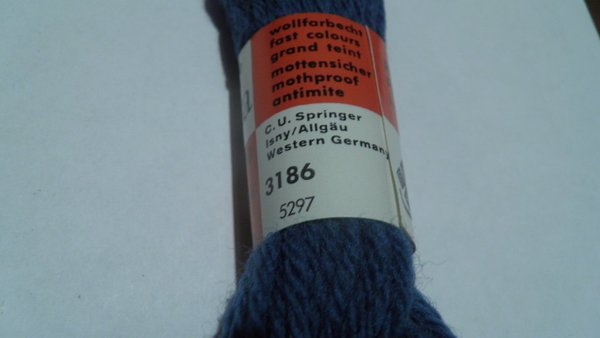 wollfarbecht
fast colours
grand teint
mottensicher
mothproof
antimite
C. U. Springer
Isny/Allgäu
Western Germany
3186
5297